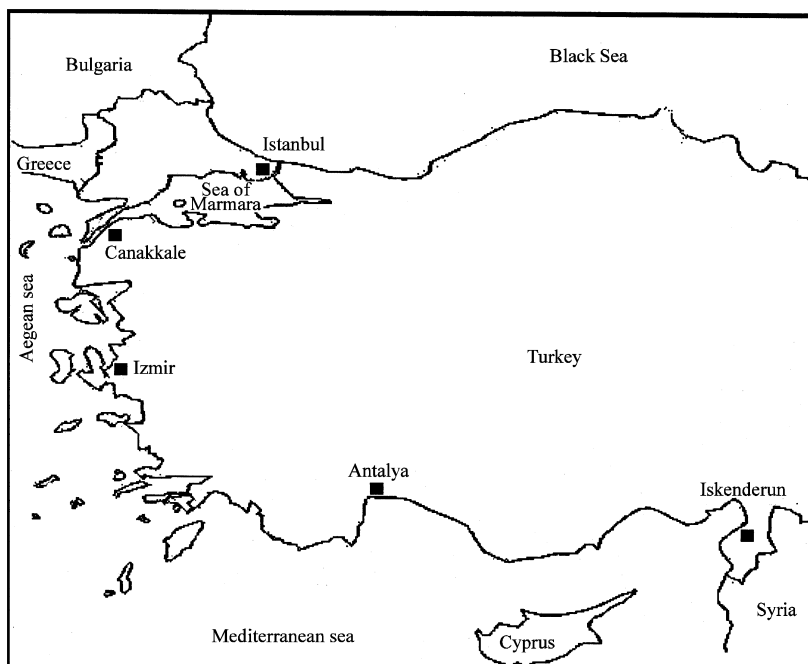 Bulgaria
Black Sea
Istanbul
Greece
Sea of
Marmara
Canakkale
Aegean sea
Izmir
Turkey
Antalya
Iskenderun
Syria
Mediterranean sea
Cyprus